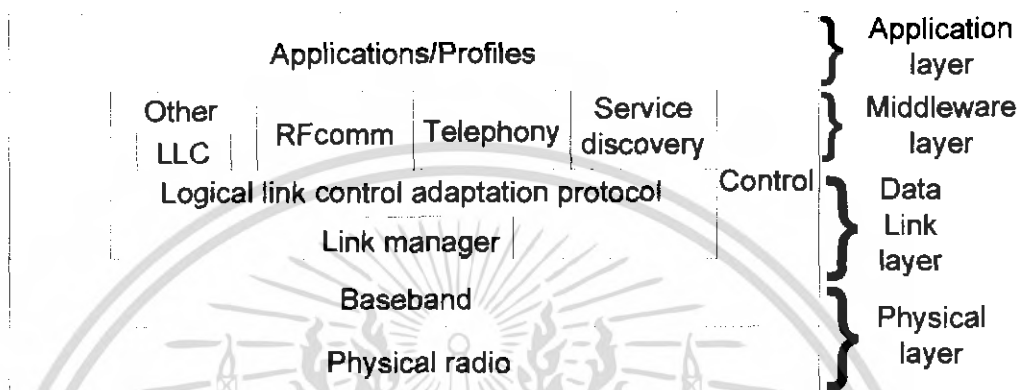 Applications/Profiles
Application
layer
Other
LLC
RFcomm
Telephony
Service
discovery
Middleware
layer
Logical link control adaptation protocol
Control
Link manager
Data
Link
layer
Baseband
Physical radio
Physical
layer